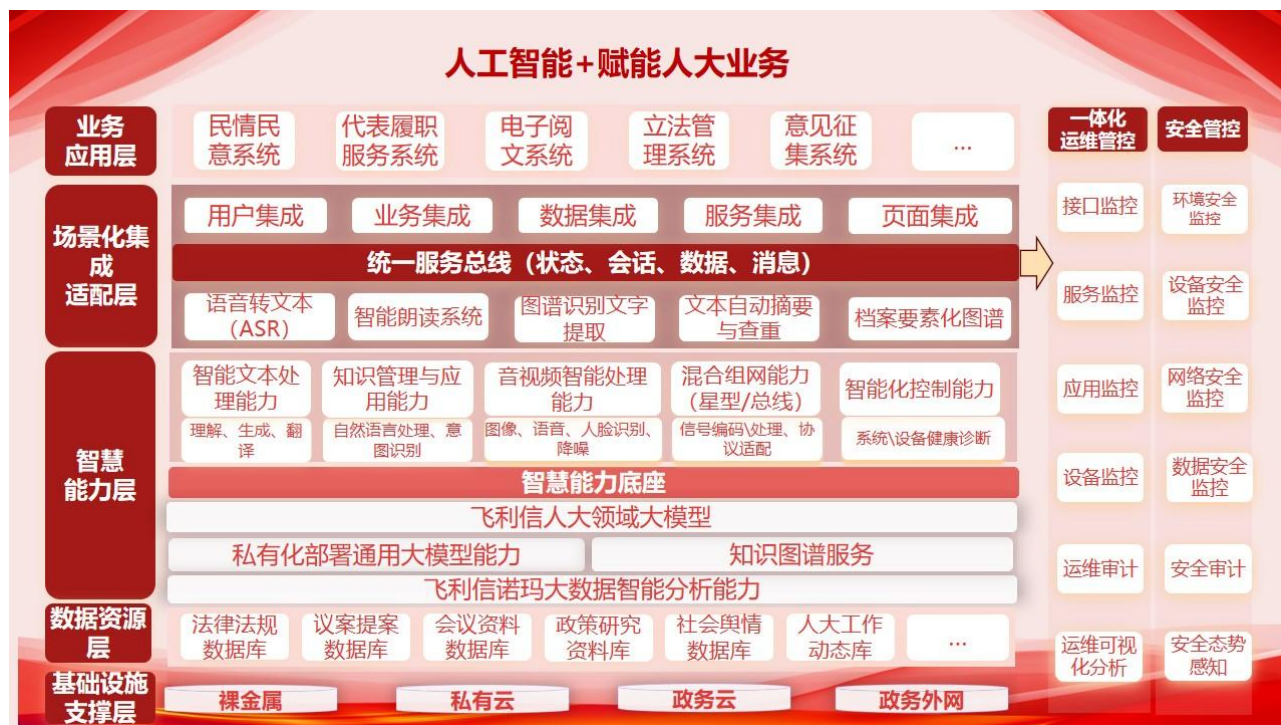 人工智能+赋能人大业务
业务
应用层
民情民
意系统
代表履职
服务系统
电子阅
文系统
立法管
理系统
意见征
集系统
...
场景化集
成
适配层
用户集成
业务集成
数据集成
服务集成
页面集成
统一服务总线（状态、会话、数据、消息）
语音转文本
（ASR）
智能朗读系统
图谱识别文字
提取
文本自动摘要
与查重
档案要素化图谱
智慧
能力层
智能文本处
理能力
知识管理与应
用能力
音视频智能处理
能力
混合组网能力
（星型/总线）
智能化控制能力
理解、生成、翻
译
自然语言处理、意
图识别
图像、语音、人脸识别、
降噪
信号编码\处理、协
议适配
系统\设备健康诊断
智慧能力底座
飞利信人大领域大模型
私有化部署通用大模型能力
知识图谱服务
飞利信诺玛大数据智能分析能力
数据资源
层
法律法规
数据库
议案提案
数据库
会议资料
数据库
政策研究
资料库
社会舆情
数据库
人大工作
动态库
...
基础设施
支撑层
裸金属
私有云
政务云
政务外网
一体化
运维管控
接口监控
服务监控
应用监控
设备监控
运维审计
运维可视
化分析
安全管控
环境安全
监控
设备安全
监控
网络安全
监控
数据安全
监控
安全审计
安全态势
感知